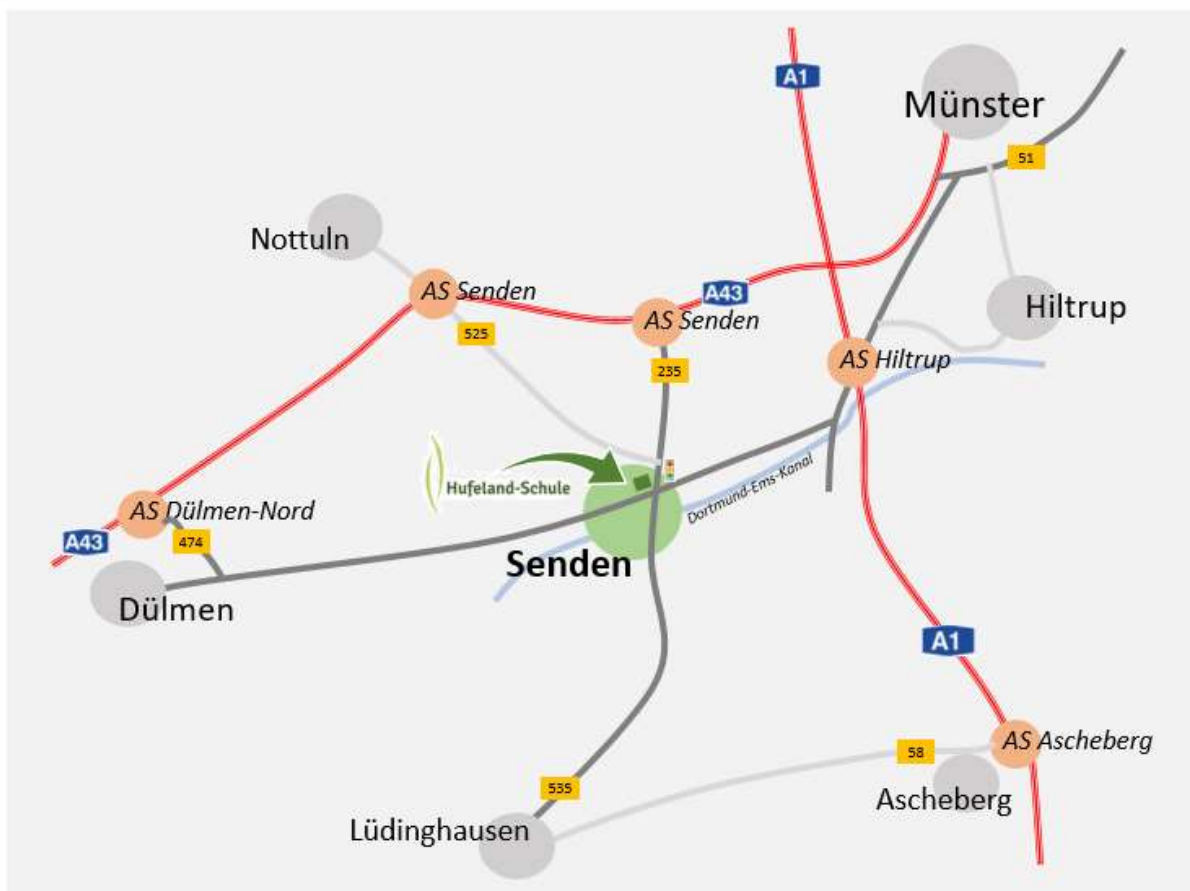 A1
Münster
51
Nottuln
AS Senden
A43
Hiltrup
AS Senden
525
235
AS Hiltrup
Hufeland-Schule
Dortmund-Ems-Kanal
AS Dülmen-Nord
A43
474
Senden
Dülmen
A1
AS Ascheberg
58
535
Ascheberg
Lüdinghausen